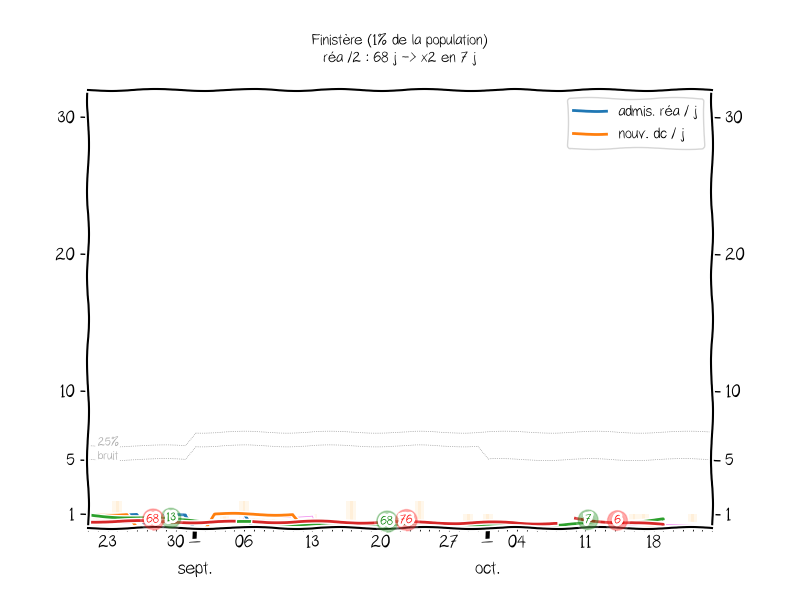 Finistère (1% de la population)
réa /2 : 68 j -> x2 en 7 j
admis. réa / j
nouv. dc / j
30 30
20 20
10 10
25%
bruit
5 5
1 1
68 13 68 76 7 6
23 30 06 13 20 27 04 11 18
sept. oct.